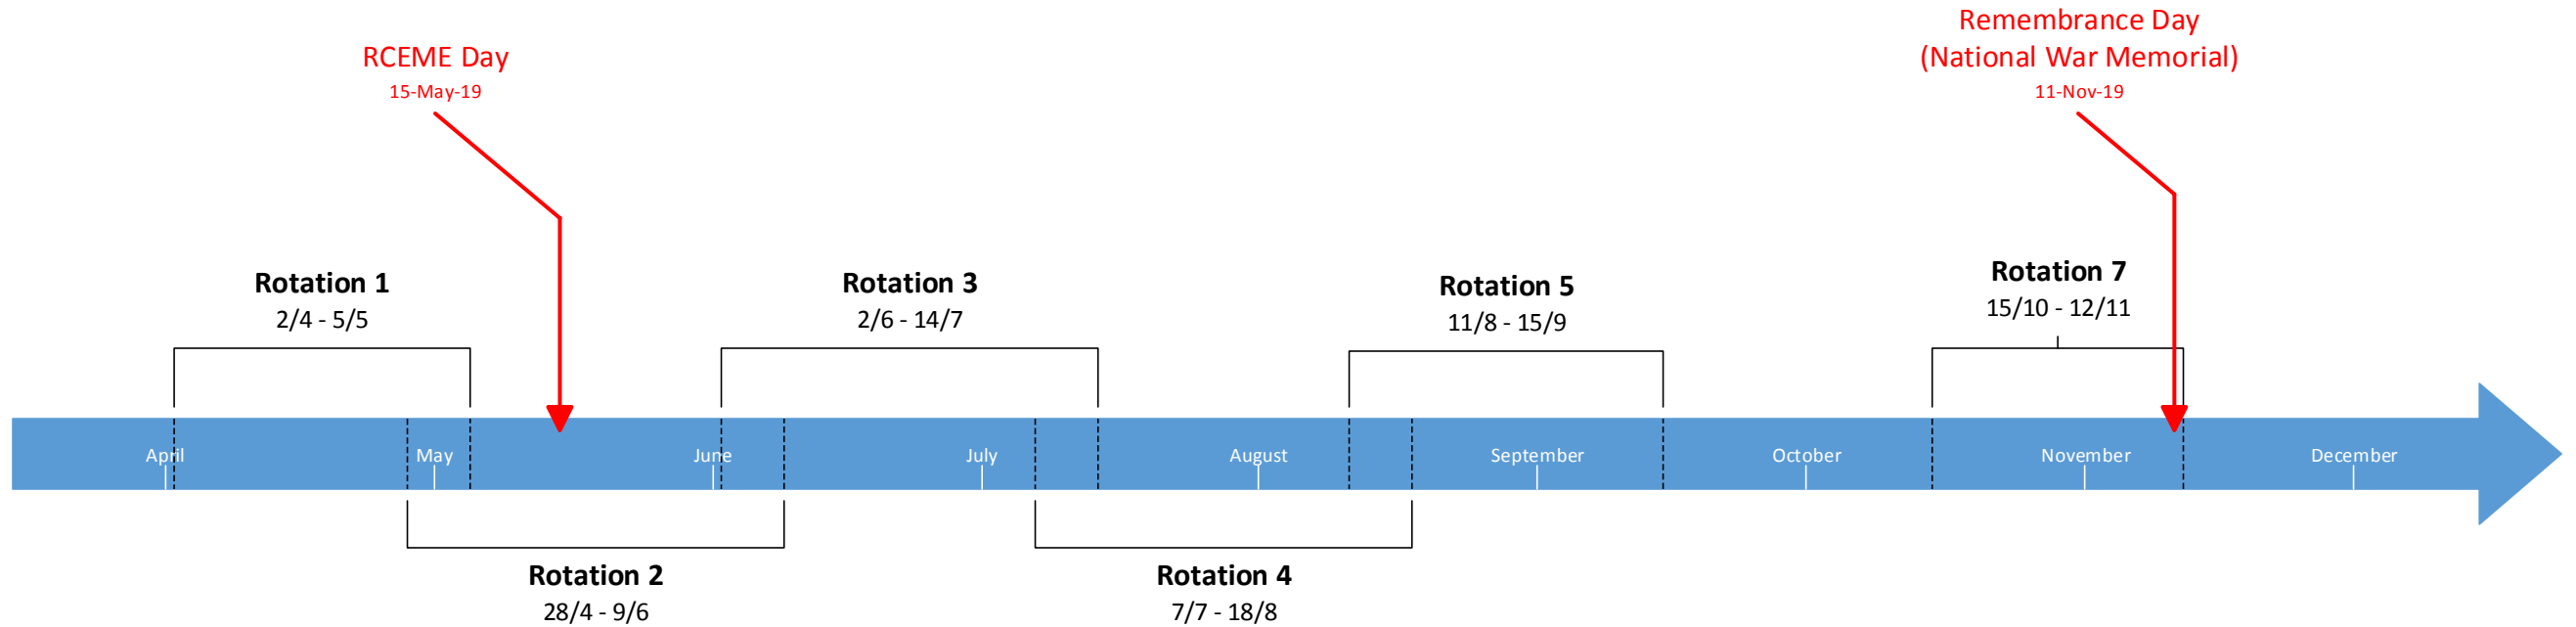 Remembrance Day
(National War Memorial)
11-Nov-19
RCEME Day
15-May-19
Rotation 1
2/4 - 5/5
Rotation 3
2/6 - 14/7
Rotation 5
11/8 - 15/9
Rotation 7
15/10 - 12/11
April
May
June
July
August
September
October
November
December
Rotation 2
28/4 - 9/6
Rotation 4
7/7 - 18/8